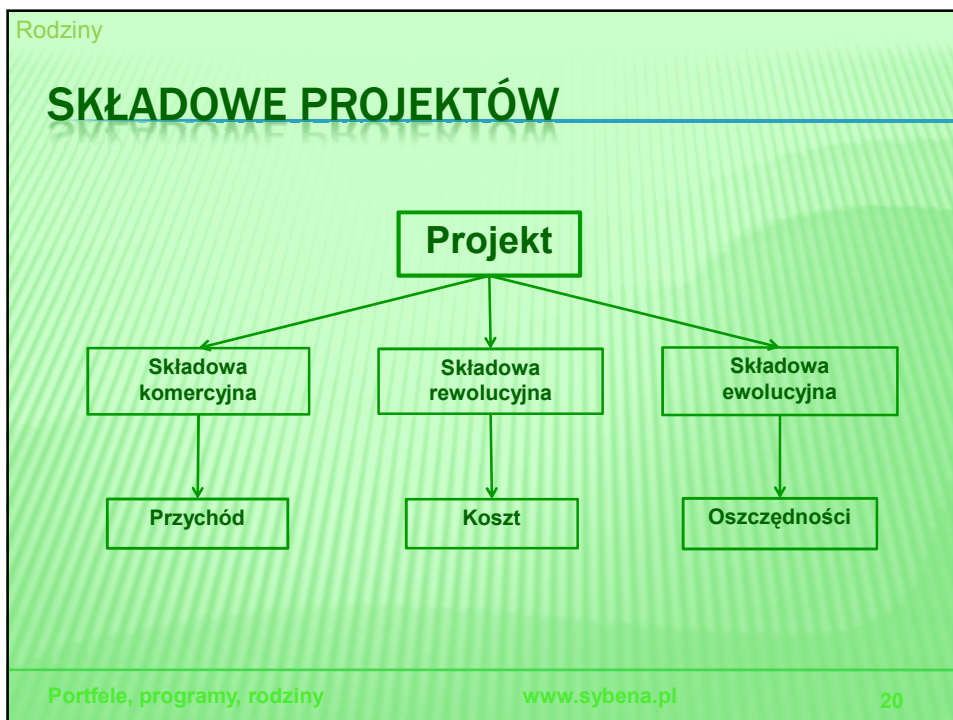 Rodziny
SKŁADOWE PROJEKTÓW
Projekt
Składowa
komercyjna
Składowa
rewolucyjna
Składowa
ewolucyjna
Przychód
Koszt
Oszczędności
Portfele, programy, rodziny www.sybena.pl 20